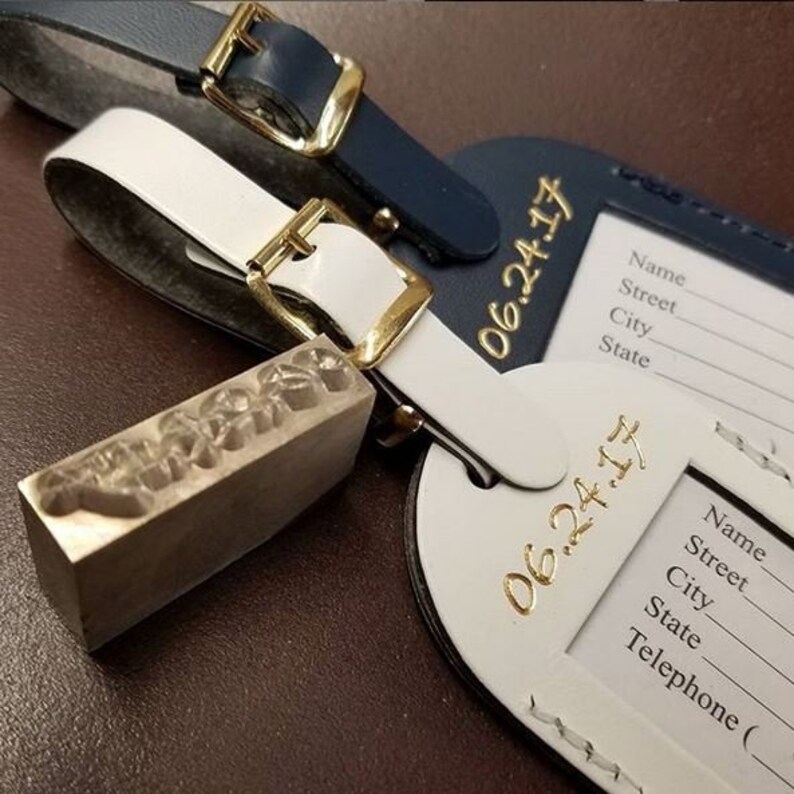 06.24.17
Name
Street
City
State
06.24.17
Name
Street
City
State
Telephone (